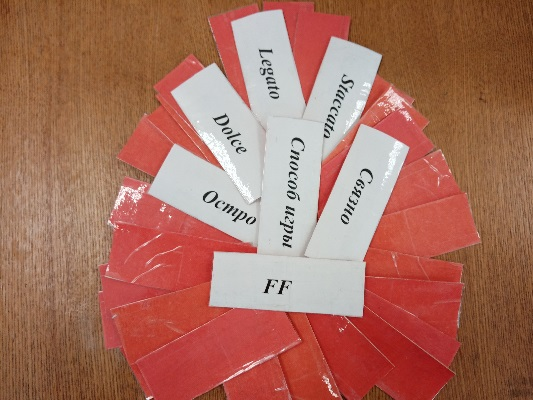 Legato
Staccato
Dolce
Способ игры
Связно
Остро
FF